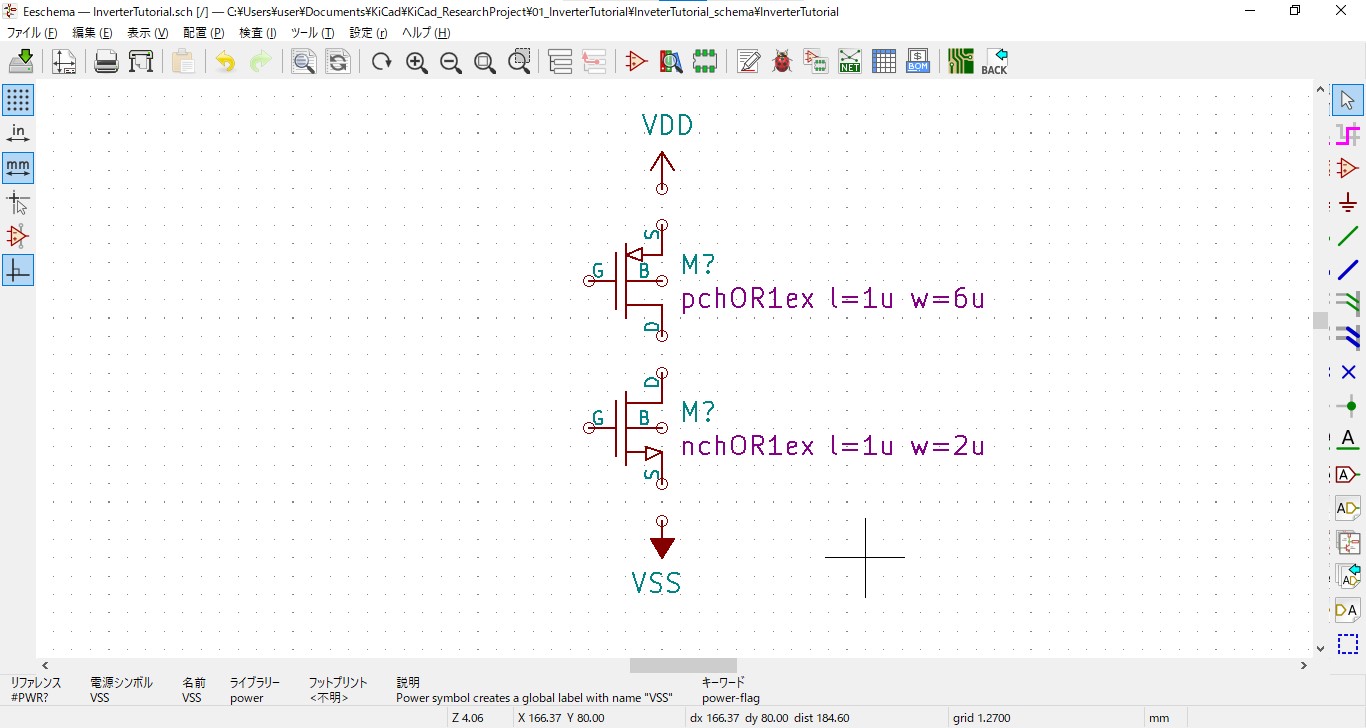 Eeschema — InverterTutorial.sch [/] — C:¥Users¥user¥Documents¥KiCad¥KiCad_ResearchProject¥01_InverterTutorial¥InveterTutorial_schema¥InverterTutorial
ファイル (F) 編集 (E) 表示 (V) 配置 (P) 検査 (I) ツール (T) 設定 (r) ヘルプ (H)
NET
$
BOM
BACK
in
mm
VDD
S
G
B
M?
pchOR1ex l=1u w=6u
D
D
G
B
M?
nchOR1ex l=1u w=2u
S
VSS
A
A
AD
AD
DA
リファレンス 電源シンボル 名前 ライブラリー フットプリント 説明 キーワード
#PWR? VSS VSS power <不明> Power symbol creates a global label with name "VSS" power-flag
Z 4.06 X 166.37 Y 80.00 dx 166.37 dy 80.00 dist 184.60 grid 1.2700 mm